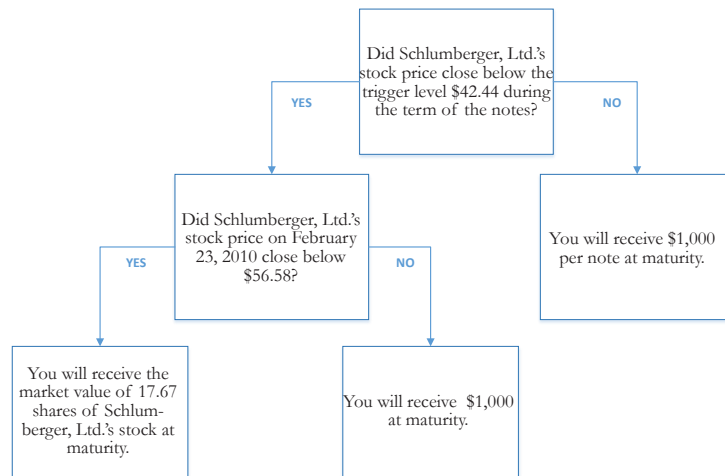 Did Schlumberger, Ltd.'s
stock price close below the
trigger level $42.44 during
the term of the notes?
YES
NO
Did Schlumberger, Ltd.'s
stock price on February
23, 2010 close below
$56.58?
You will receive $1,000
per note at maturity.
YES
NO
You will receive the
market value of 17.67
shares of Schlum-
berger, Ltd.'s stock at
maturity.
You will receive $1,000
at maturity.